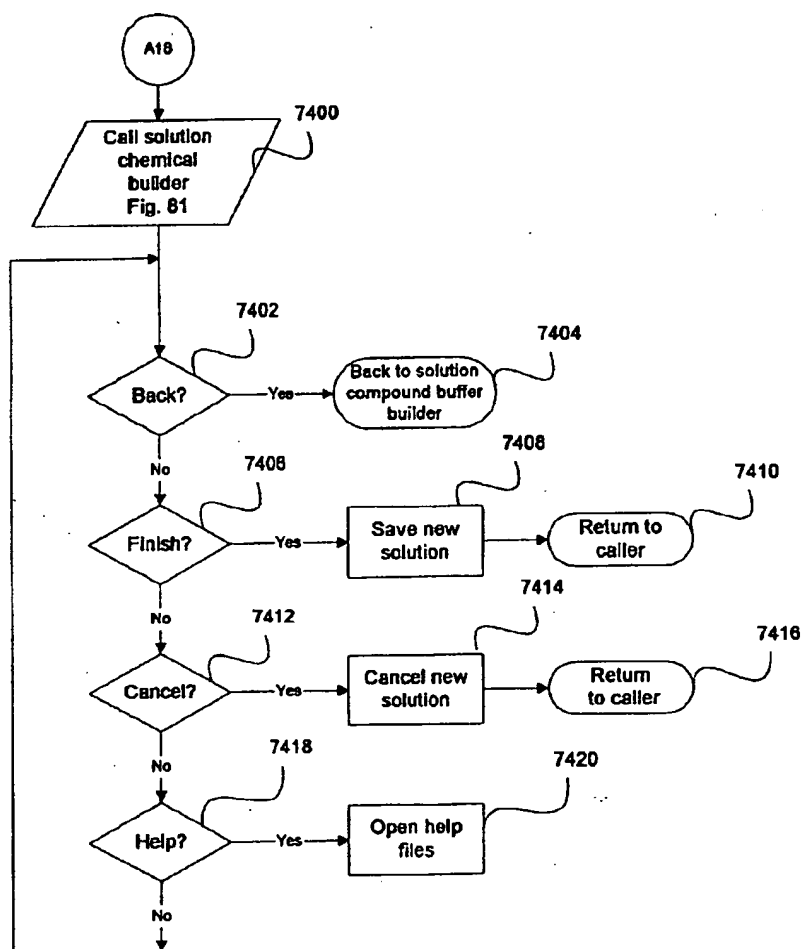 A18
7400
Call solution
chemical
builder
Fig. 81
7402
7404
Back?
Yes
Back to solution
compound buffer
builder
No
7406
7408
7410
Finish?
Yes
Save new
solution
Return to
caller
No
7412
7414
7416
Cancel?
Yes
Cancel new
solution
Return
to caller
No
7418
7420
Help?
Yes
Open help
files
No